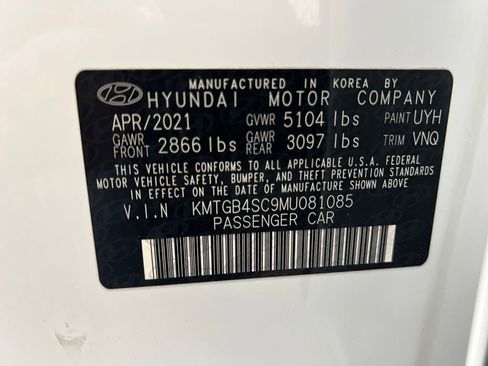 MANUFACTURED IN KOREA BY
HYUNDAI MOTOR COMPANY
APR/2021 GVWR 5104 lbs PAINT UYH
GAWR FRONT 2866 lbs GAWR REAR 3097 lbs TRIM VNQ
THIS VEHICLE CONFORMS TO ALL APPLICABLE U.S.A. FEDERAL
MOTOR VEHICLE SAFETY, BUMPER, AND THEFT PREVENTION STANDARDS
IN EFFECT ON THE DATE OF MANUFACTURE SHOWN ABOVE.
V.I.N KMTGB4SC9MU081085
PASSENGER CAR